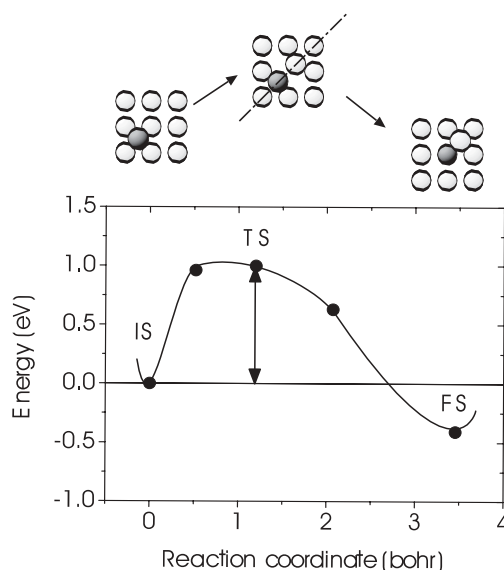 1.5
TS
1.0
0.5
IS
0.0
FS
-0.5
-1.0
0 1 2 3 4
Energy (eV)
Reaction coordinate (bohr)